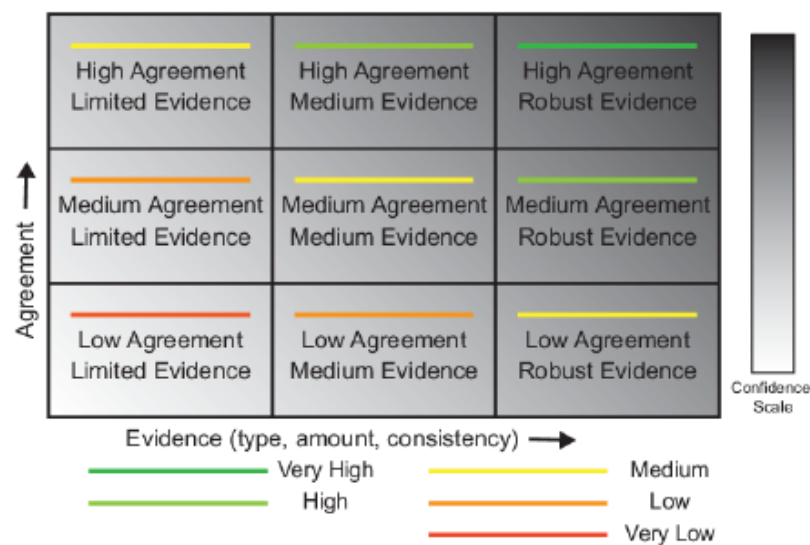 High Agreement
Limited Evidence
High Agreement
Medium Evidence
High Agreement
Robust Evidence
Medium Agreement
Limited Evidence
Medium Agreement
Medium Evidence
Medium Agreement
Robust Evidence
Low Agreement
Limited Evidence
Low Agreement
Medium Evidence
Low Agreement
Robust Evidence
Agreement
Confidence
Scale
Evidence (type, amount, consistency)
Very High
High
Medium
Low
Very Low